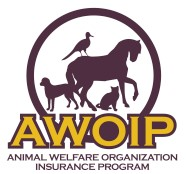 AWOIP
ANIMAL WELFARE ORGANIZATION
INSURANCE PROGRAM